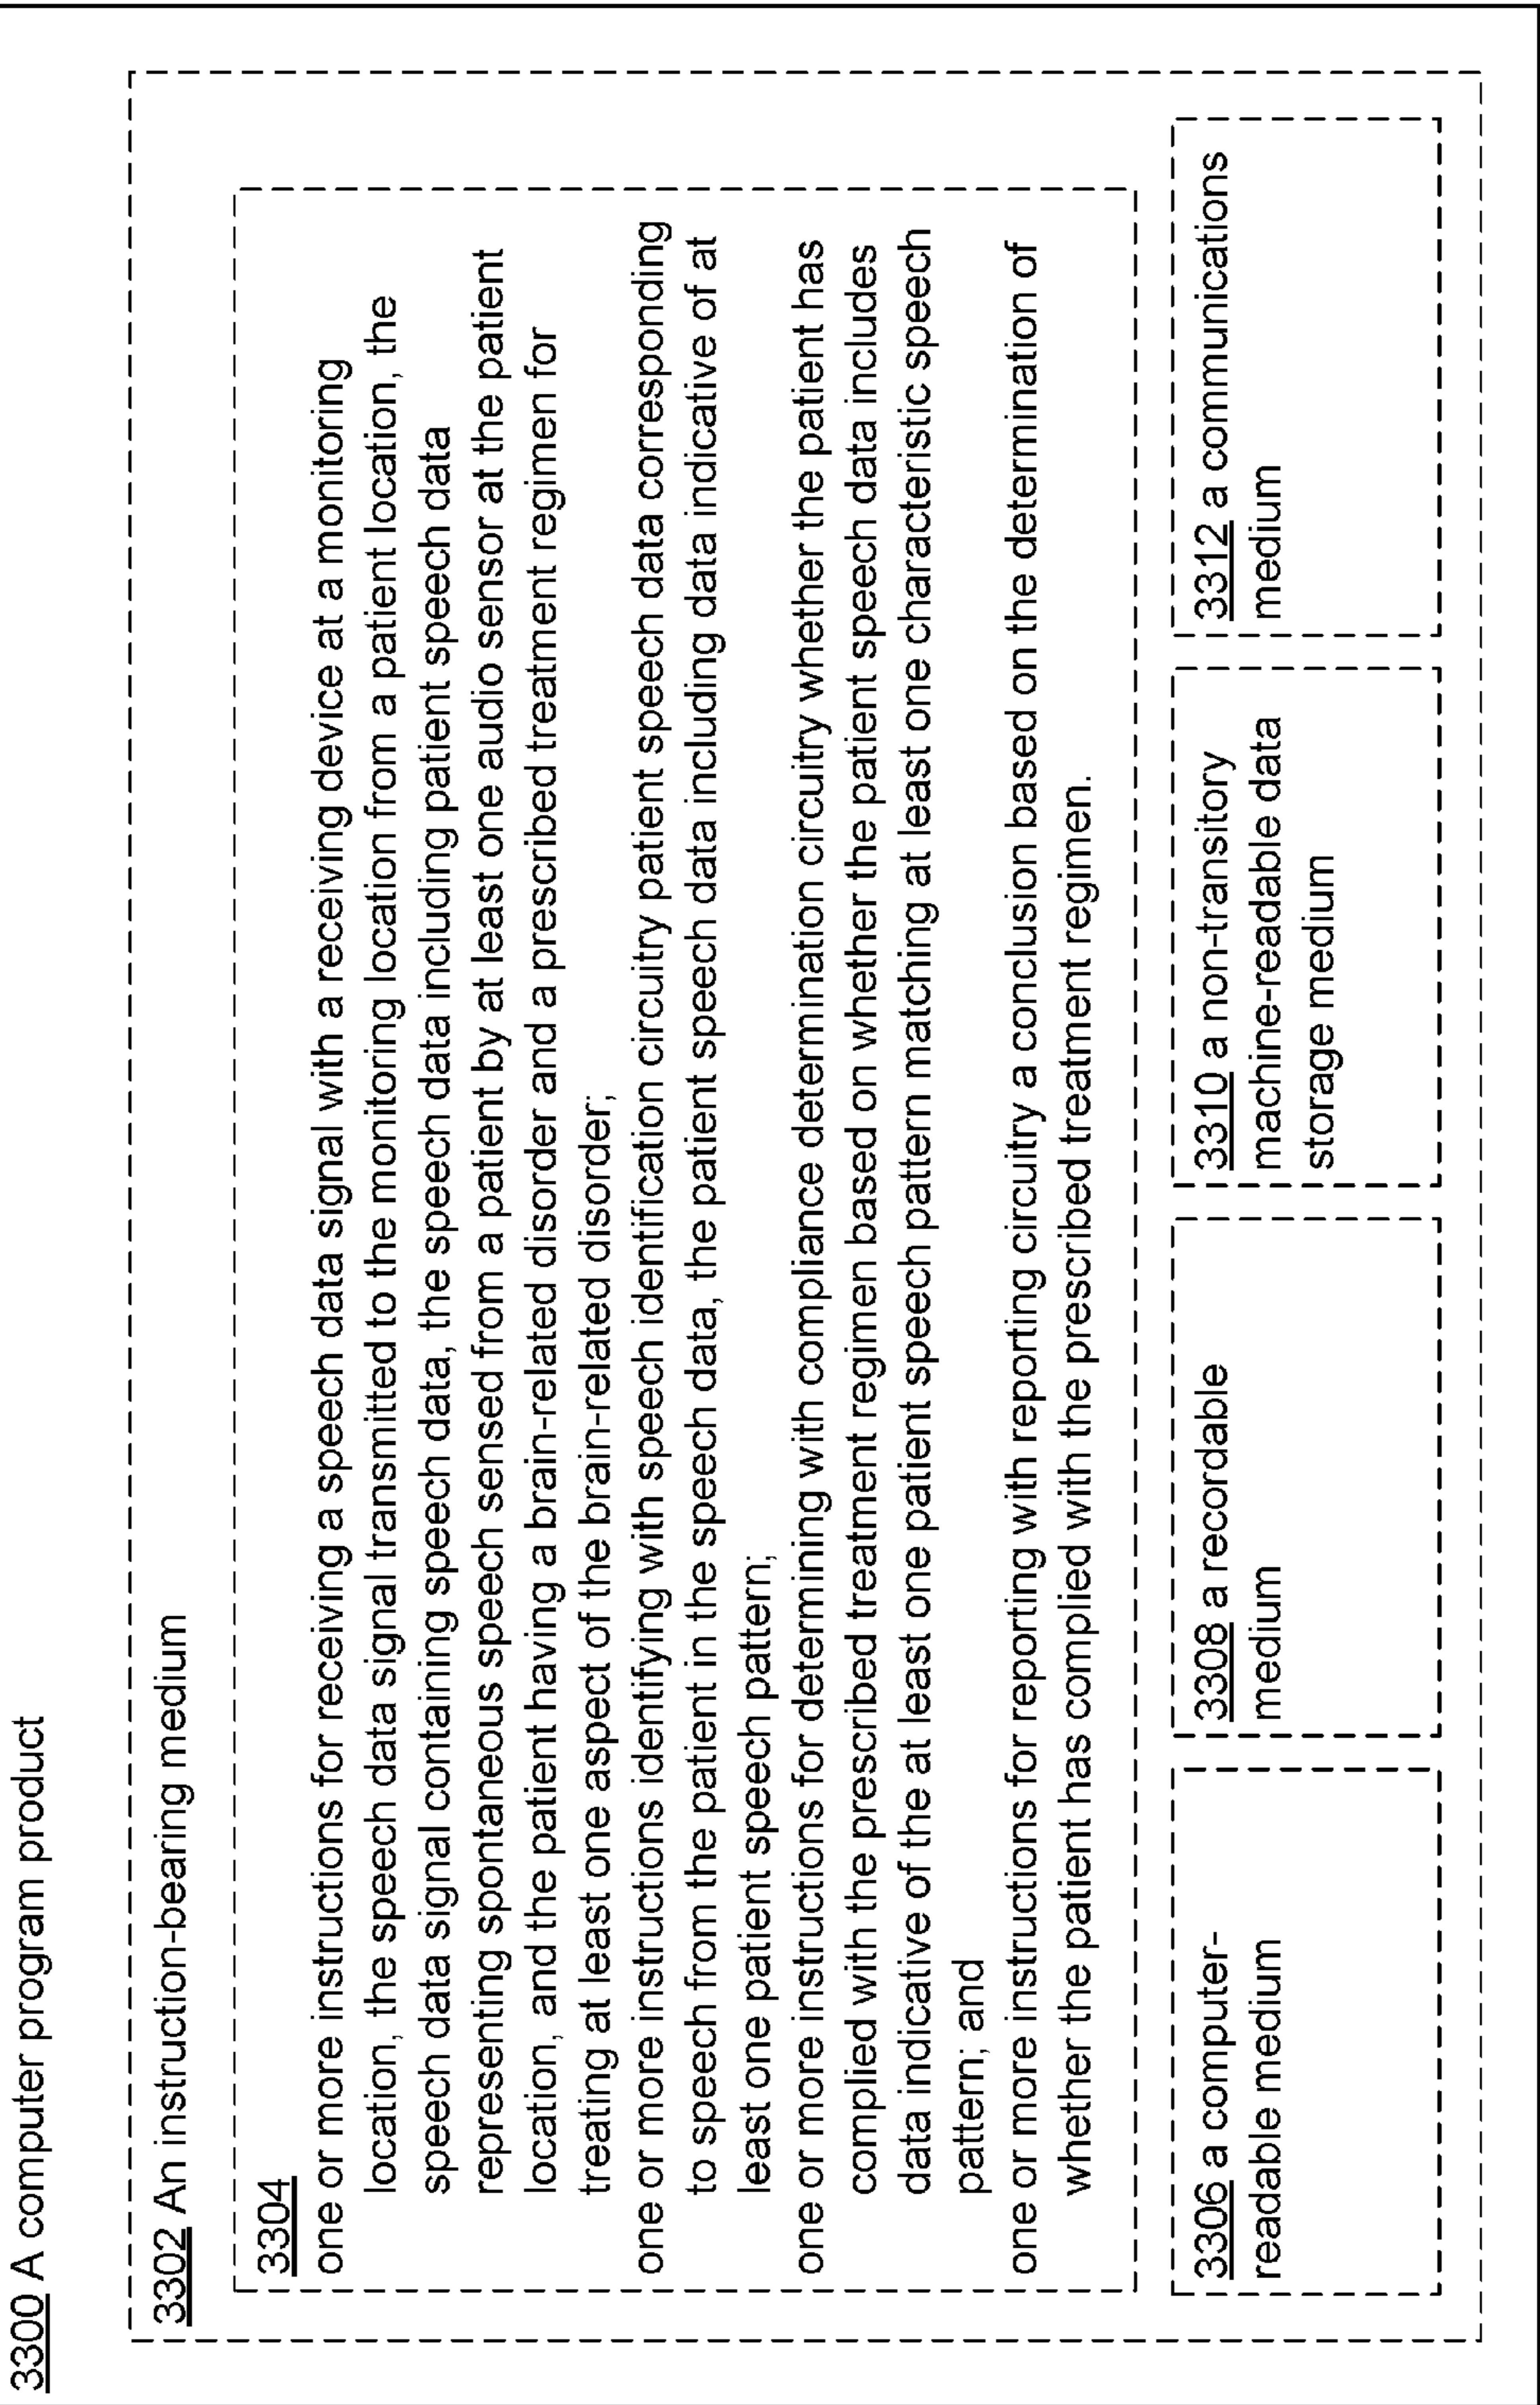 3300 A computer program product
3302 An instruction-bearing medium
3304
one or more instructions for receiving a speech data signal with a receiving device at a monitoring
location, the speech data signal transmitted to the monitoring location from a patient location, the
speech data signal containing speech data, the speech data including patient speech data
representing spontaneous speech sensed from a patient by at least one audio sensor at the patient
location, and the patient having a brain-related disorder and a prescribed treatment regimen for
treating at least one aspect of the brain-related disorder;
one or more instructions identifying with speech identification circuitry patient speech data corresponding
to speech from the patient in the speech data, the patient speech data including data indicative of at
least one patient speech pattern;
one or more instructions for determining with compliance determination circuitry whether the patient has
complied with the prescribed treatment regimen based on whether the patient speech data includes
data indicative of the at least one patient speech pattern matching at least one characteristic speech
pattern; and
one or more instructions for reporting with reporting circuitry a conclusion based on the determination of
whether the patient has complied with the prescribed treatment regimen.
3306 a computer-
readable medium
3308 a recordable
medium
3310 a non-transitory
machine-readable data
storage medium
3312 a communications
medium